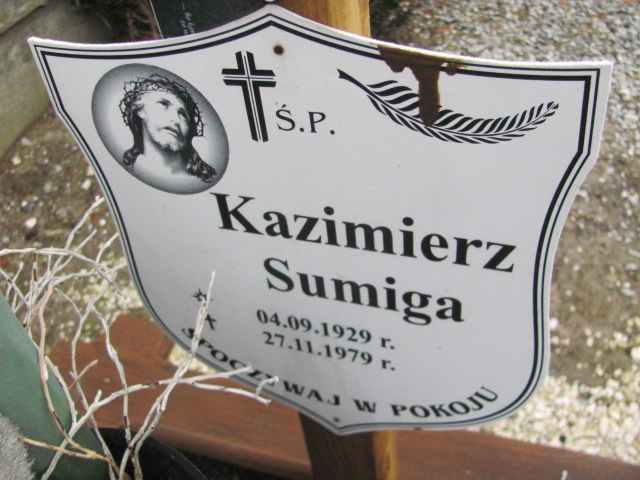 Ś.P.
Kazimierz
Sumiga
04.09.1929 r.
27.11.1979 r.
SPOCZYWAJ W POKOJU